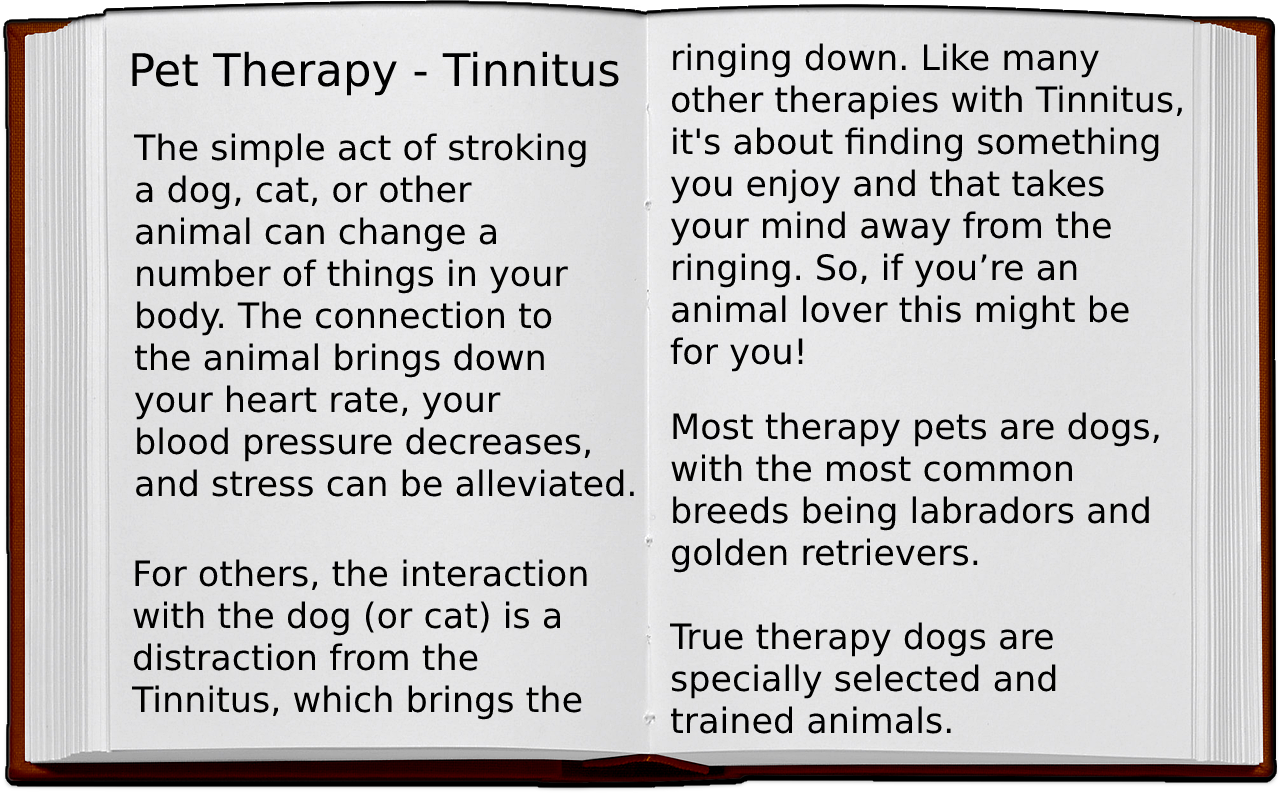 Pet Therapy - Tinnitus
The simple act of stroking
a dog, cat, or other
animal can change a
number of things in your
body. The connection to
the animal brings down
your heart rate, your
blood pressure decreases,
and stress can be alleviated.
For others, the interaction
with the dog (or cat) is a
distraction from the
Tinnitus, which brings the
ringing down. Like many
other therapies with Tinnitus,
it's about finding something
you enjoy and that takes
your mind away from the
ringing. So, if you’re an
animal lover this might be
for you!
Most therapy pets are dogs,
with the most common
breeds being labradors and
golden retrievers.
True therapy dogs are
specially selected and
trained animals.